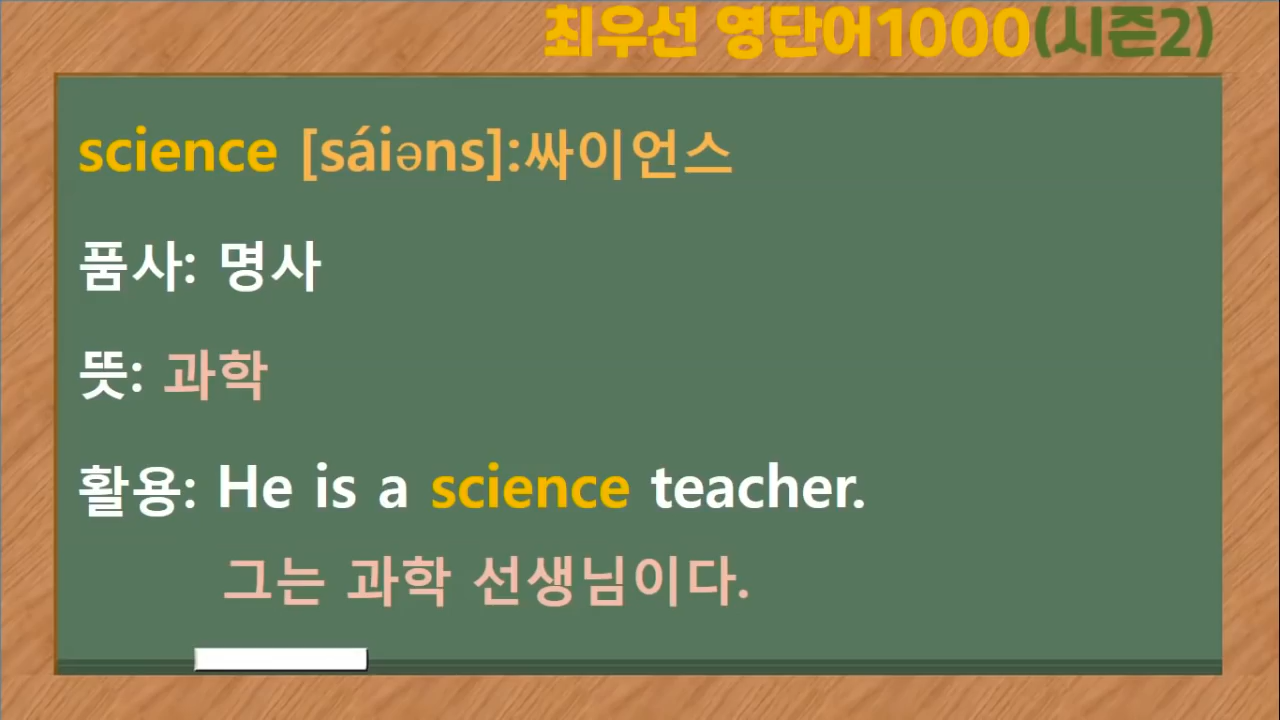 최우선 영단어1000(시즌2)
science [sáiəns]:싸이언스
품사: 명사
뜻: 과학
활용: He is a science teacher.
그는 과학 선생님이다.